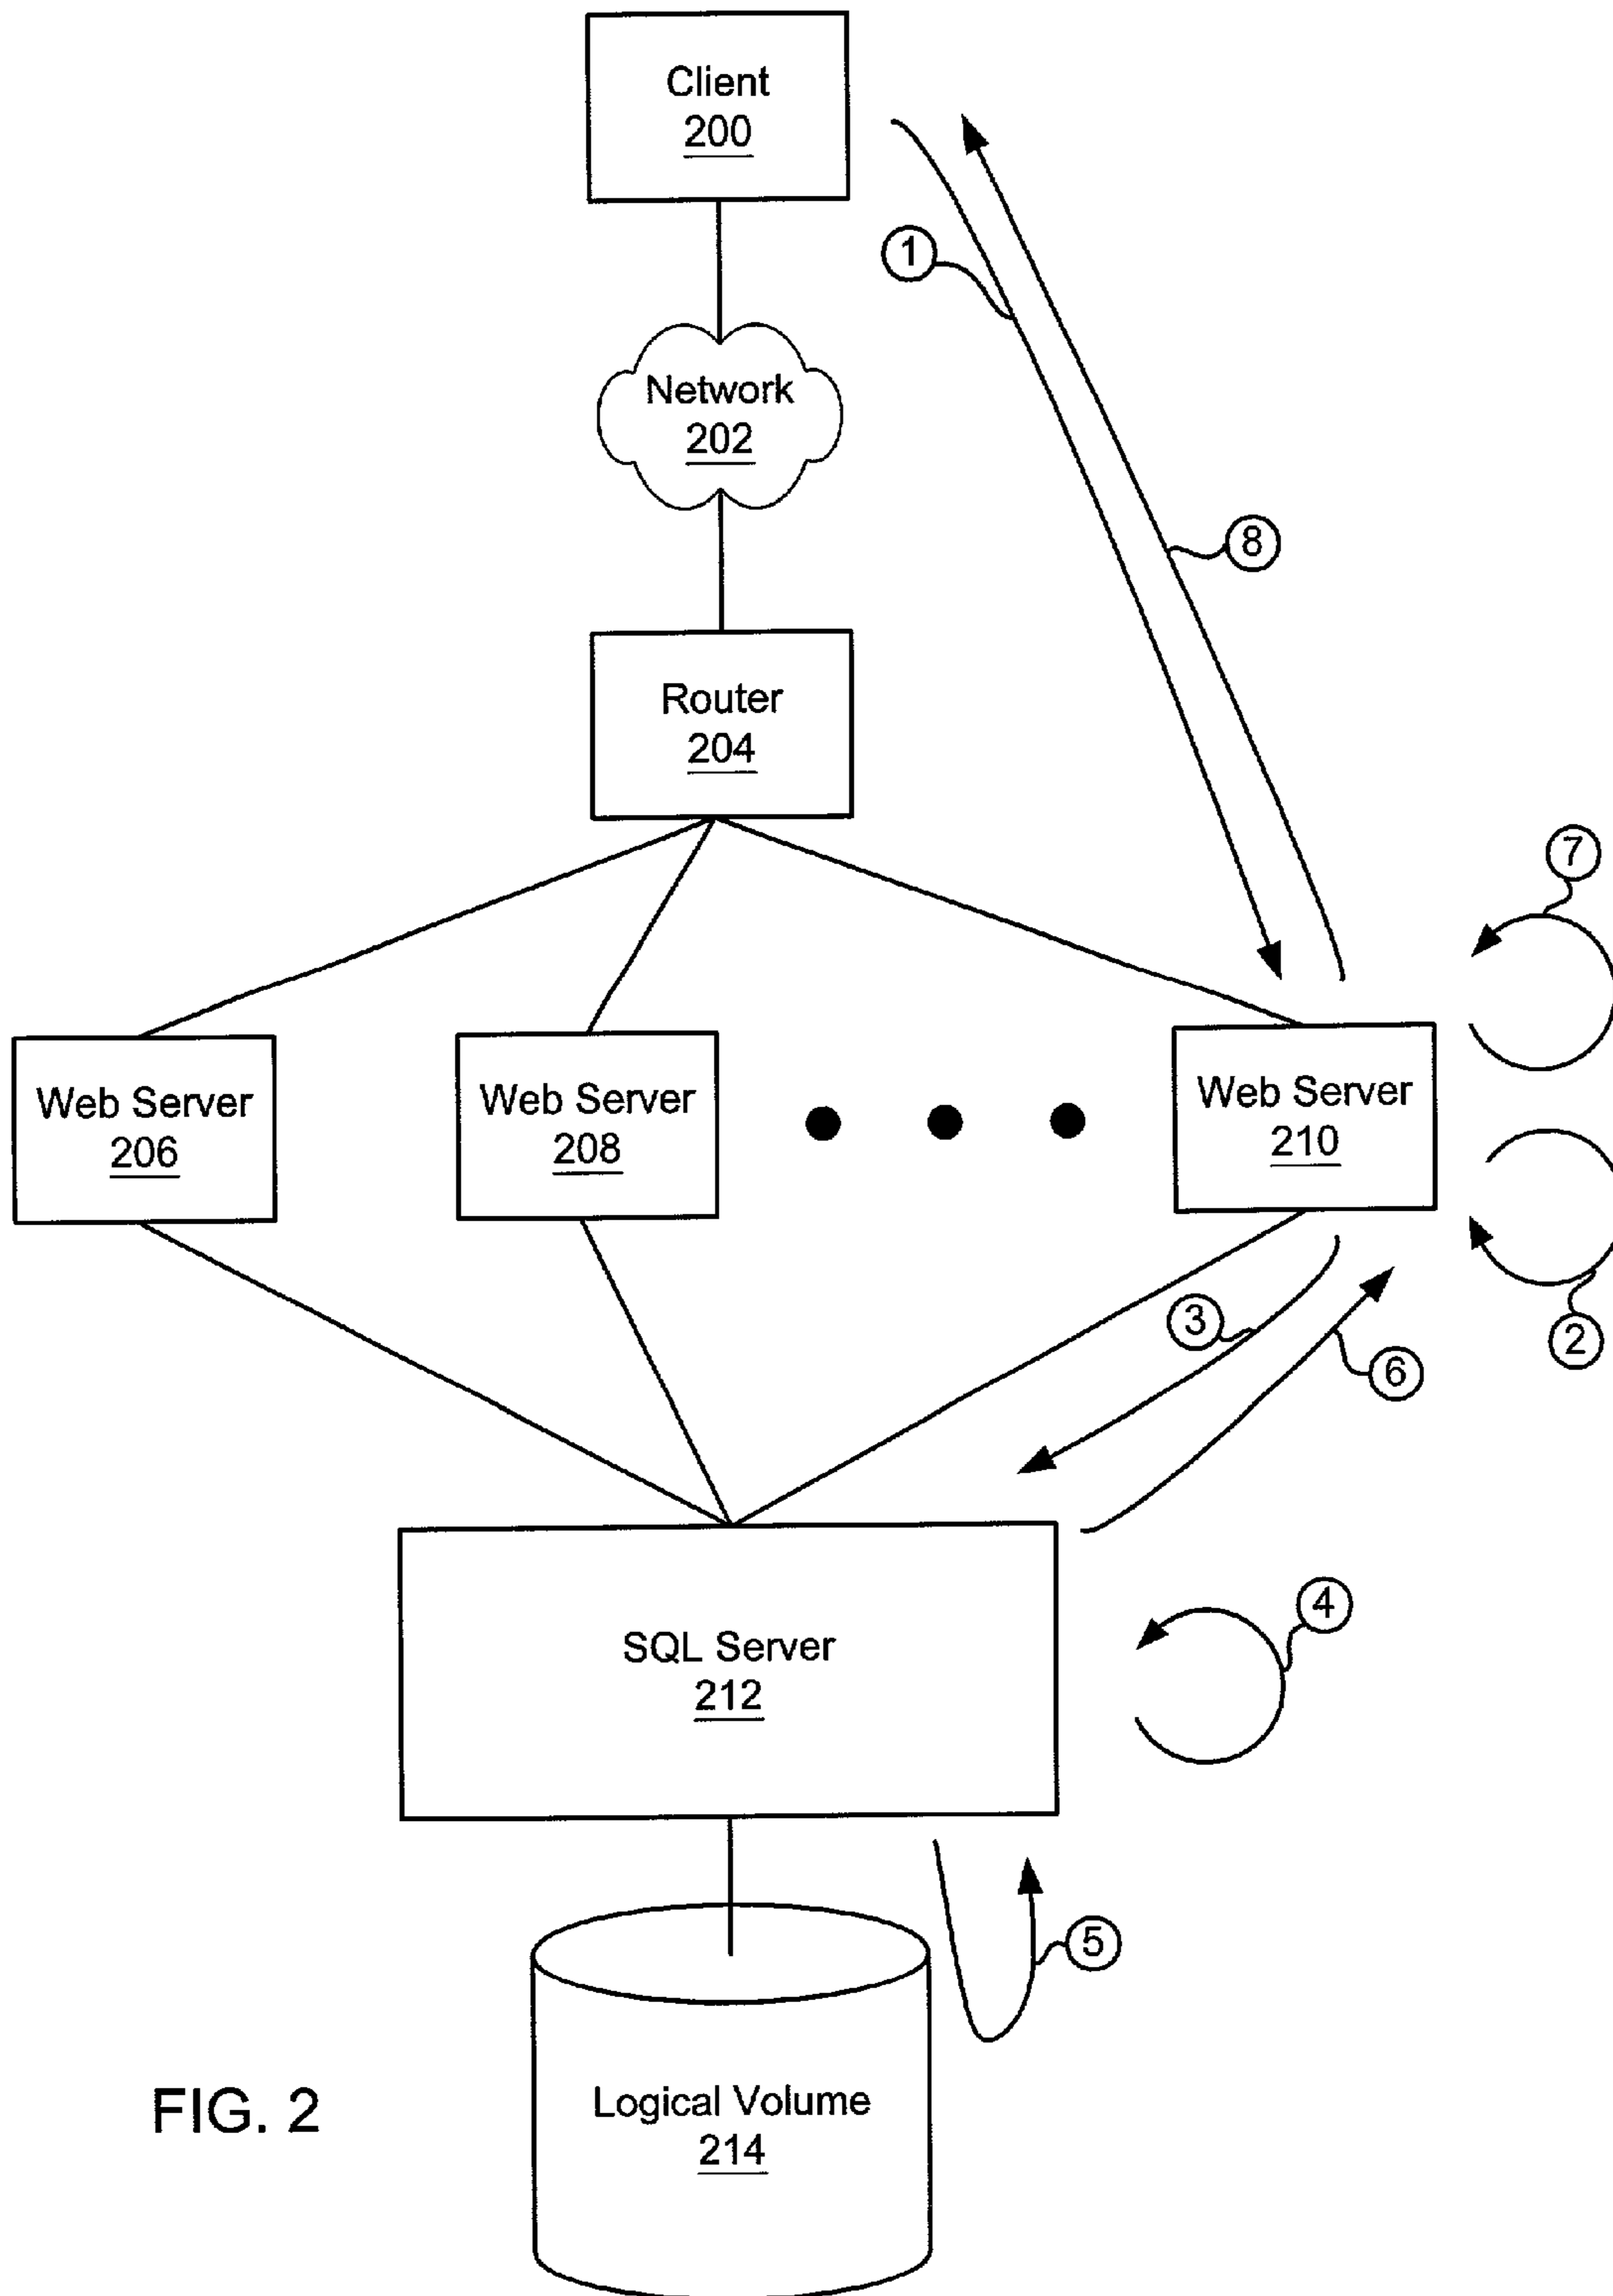 Client
200
1
Network
202
8
Router
204
7
Web Server
206
Web Server
208
Web Server
210
3
2
6
SQL Server
212
4
5
Logical Volume
214
FIG. 2